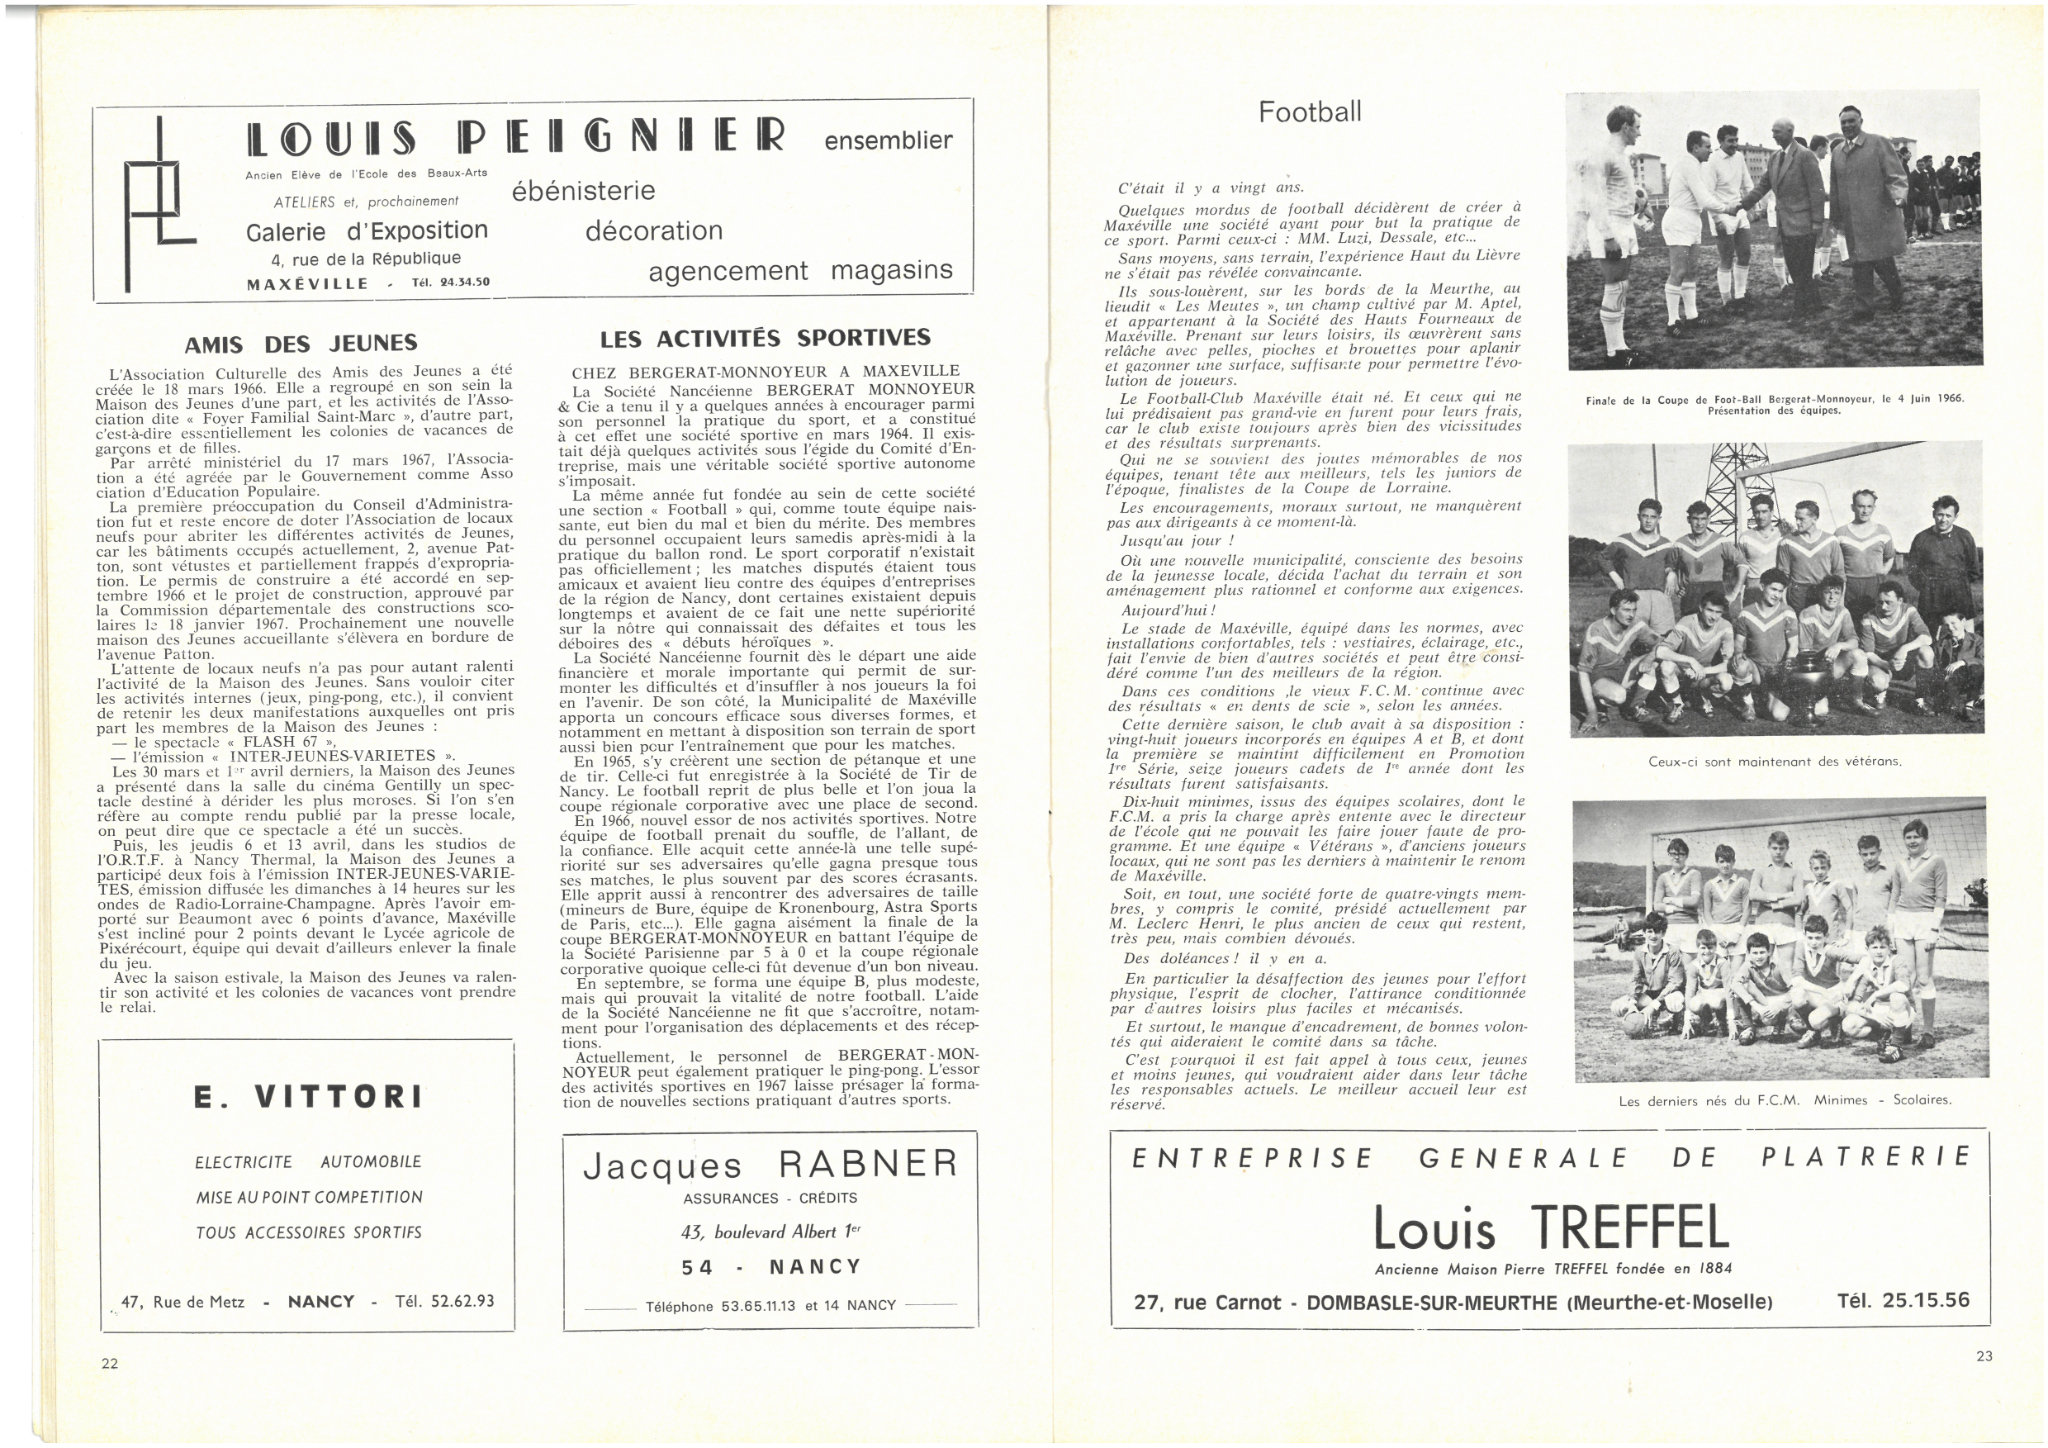 LOUIS PEIGNIER ensemblier
Ancien Elève de l'Ecole des Beaux-Arts
ébénisterie
ATELIERS et, prochainement
Galerie d'Exposition
décoration
4, rue de la République
agencement magasins
MAXÉVILLE - Tél. 24.34.50
AMIS DES JEUNES
L'Association Culturelle des Amis des Jeunes a été
créée le 18 mars 1966. Elle a regroupé en son sein la
Maison des Jeunes d'une part, et les activités de l'Asso-
ciation dite « Foyer Familial Saint-Marc », d'autre part,
c'est-à-dire essentiellement les colonies de vacances de
garçons et de filles.
Par arrêté ministériel du 17 mars 1967, l'Associa-
tion a été agréée par le Gouvernement comme Asso
ciation d'Education Populaire.
La première préoccupation du Conseil d'Administra-
tion fut et reste encore de doter l'Association de locaux
neufs pour abriter les différentes activités de Jeunes,
car les bâtiments occupés actuellement, 2, avenue Pat-
ton, sont vétustes et partiellement frappés d'expropria-
tion. Le permis de construire a été accordé en sep-
tembre 1966 et le projet de construction, approuvé par
la Commission départementale des constructions sco-
laires le 18 janvier 1967. Prochainement une nouvelle
maison des Jeunes accueillante s'élèvera en bordure de
l'avenue Patton.
L'attente de locaux neufs n'a pas pour autant ralenti
l'activité de la Maison des Jeunes. Sans vouloir citer
les activités internes (jeux, ping-pong, etc.), il convient
de retenir les deux manifestations auxquelles ont pris
part les membres de la Maison des Jeunes :
— le spectacle « FLASH 67 »,
— l'émission « INTER-JEUNES-VARIETES ».
Les 30 mars et 1er avril derniers, la Maison des Jeunes
a présenté dans la salle du cinéma Gentilly un spec-
tacle destiné à dérider les plus moroses. Si l'on s'en
réfère au compte rendu publié par la presse locale,
on peut dire que ce spectacle a été un succès.
Puis, les jeudis 6 et 13 avril, dans les studios de
l'O.R.T.F. à Nancy Thermal, la Maison des Jeunes a
participé deux fois à l'émission INTER-JEUNES-VARIE-
TES, émission diffusée les dimanches à 14 heures sur les
ondes de Radio-Lorraine-Champagne. Après l'avoir em-
porté sur Beaumont avec 6 points d'avance, Maxéville
s'est incliné pour 2 points devant le Lycée agricole de
Pixérécourt, équipe qui devait d'ailleurs enlever la finale
du jeu.
Avec la saison estivale, la Maison des Jeunes va ralen-
tir son activité et les colonies de vacances vont prendre
le relai.
E. VITTORI
ELECTRICITE AUTOMOBILE
MISE AU POINT COMPETITION
TOUS ACCESSOIRES SPORTIFS
47, Rue de Metz - NANCY - Tél. 52.62.93
22
LES ACTIVITÉS SPORTIVES
CHEZ BERGERAT-MONNOYEUR A MAXEVILLE
La Société Nancéienne BERGERAT MONNOYEUR
& Cie a tenu il y a quelques années à encourager parmi
son personnel la pratique du sport, et a constitué
à cet effet une société sportive en mars 1964. Il exis-
tait déjà quelques activités sous l'égide du Comité d'En-
treprise, mais une véritable société sportive autonome
s'imposait.
La même année fut fondée au sein de cette société
une section « Football » qui, comme toute équipe nais-
sante, eut bien du mal et bien du mérite. Des membres
du personnel occupaient leurs samedis après-midi à la
pratique du ballon rond. Le sport corporatif n'existait
pas officiellement ; les matches disputés étaient tous
amicaux et avaient lieu contre des équipes d'entreprises
de la région de Nancy, dont certaines existaient depuis
longtemps et avaient de ce fait une nette supériorité
sur la nôtre qui connaissait des défaites et tous les
déboires des « débuts héroïques ».
La Société Nancéienne fournit dès le départ une aide
financière et morale importante qui permit de sur-
monter les difficultés et d'insuffler à nos joueurs la foi
en l'avenir. De son côté, la Municipalité de Maxéville
apporta un concours efficace sous diverses formes, et
notamment en mettant à disposition son terrain de sport
aussi bien pour l'entraînement que pour les matches.
En 1965, s'y créèrent une section de pétanque et une
de tir. Celle-ci fut enregistrée à la Société de Tir de
Nancy. Le football reprit de plus belle et l'on joua la
coupe régionale corporative avec une place de second.
En 1966, nouvel essor de nos activités sportives. Notre
équipe de football prenait du souffle, de l'allant, de
la confiance. Elle acquit cette année-là une telle supé-
riorité sur ses adversaires qu'elle gagna presque tous
ses matches, le plus souvent par des scores écrasants.
Elle apprit aussi à rencontrer des adversaires de taille
(mineurs de Bure, équipe de Kronenbourg, Astra Sports
de Paris, etc...). Elle gagna aisément la finale de la
coupe BERGERAT-MONNOYEUR en battant l'équipe de
la Société Parisienne par 5 à 0 et la coupe régionale
corporative quoique celle-ci fût devenue d'un bon niveau.
En septembre, se forma une équipe B, plus modeste,
mais qui prouvait la vitalité de notre football. L'aide
de la Société Nancéienne ne fit que s'accroître, notam-
ment pour l'organisation des déplacements et des récep-
tions.
Actuellement, le personnel de BERGERAT-MON-
NOYEUR peut également pratiquer le ping-pong. L'essor
des activités sportives en 1967 laisse présager la forma-
tion de nouvelles sections pratiquant d'autres sports.
Jacques RABNER
ASSURANCES - CRÉDITS
43, boulevard Albert 1er
54 - NANCY
Téléphone 53.65.11.13 et 14 NANCY
Football
C'était il y a vingt ans.
Quelques mordus de football décidèrent de créer à
Maxéville une société ayant pour but la pratique de
ce sport. Parmi ceux-ci : MM. Luzi, Dessale, etc...
Sans moyens, sans terrain, l'expérience Haut du Lièvre
ne s'était pas révélée convaincante.
Ils sous-louèrent, sur les bords de la Meurthe, au
lieudit « Les Meutes », un champ cultivé par M. Aptel,
et appartenant à la Société des Hauts Fourneaux de
Maxéville. Prenant sur leurs loisirs, ils œuvrèrent sans
relâche avec pelles, pioches et brouettes pour aplanir
et gazonner une surface, suffisante pour permettre l'évo-
lution de joueurs.
Le Football-Club Maxéville était né. Et ceux qui ne
lui prédisaient pas grand-vie en furent pour leurs frais,
car le club existe toujours après bien des vicissitudes
et des résultats surprenants.
Qui ne se souvient des joutes mémorables de nos
équipes, tenant tête aux meilleurs, tels les juniors de
l'époque, finalistes de la Coupe de Lorraine.
Les encouragements, moraux surtout, ne manquèrent
pas aux dirigeants à ce moment-là.
Jusqu'au jour !
Où une nouvelle municipalité, consciente des besoins
de la jeunesse locale, décida l'achat du terrain et son
aménagement plus rationnel et conforme aux exigences.
Aujourd'hui !
Le stade de Maxéville, équipé dans les normes, avec
installations confortables, tels : vestiaires, éclairage, etc.,
fait l'envie de bien d'autres sociétés et peut être consi-
déré comme l'un des meilleurs de la région.
Dans ces conditions ,le vieux F.C.M. continue avec
des résultats « en dents de scie », selon les années.
Cette dernière saison, le club avait à sa disposition :
vingt-huit joueurs incorporés en équipes A et B, et dont
la première se maintint difficilement en Promotion
1re Série, seize joueurs cadets de 1re année dont les
résultats furent satisfaisants.
Dix-huit minimes, issus des équipes scolaires, dont le
F.C.M. a pris la charge après entente avec le directeur
de l'école qui ne pouvait les faire jouer faute de pro-
gramme. Et une équipe « Vétérans », d'anciens joueurs
locaux, qui ne sont pas les derniers à maintenir le renom
de Maxéville.
Soit, en tout, une société forte de quatre-vingts mem-
bres, y compris le comité, présidé actuellement par
M. Leclerc Henri, le plus ancien de ceux qui restent,
très peu, mais combien dévoués.
Des doléances ! il y en a.
En particulier la désaffection des jeunes pour l'effort
physique, l'esprit de clocher, l'attirance conditionnée
par d'autres loisirs plus faciles et mécanisés.
Et surtout, le manque d'encadrement, de bonnes volon-
tés qui aideraient le comité dans sa tâche.
C'est pourquoi il est fait appel à tous ceux, jeunes
et moins jeunes, qui voudraient aider dans leur tâche
les responsables actuels. Le meilleur accueil leur est
réservé.
Finale de la Coupe de Foot-Ball Bergerat-Monnoyeur, le 4 Juin 1966.
Présentation des équipes.
Ceux-ci sont maintenant des vétérans.
Les derniers nés du F.C.M. Minimes - Scolaires.
ENTREPRISE GENERALE DE PLATRERIE
Louis TREFFEL
Ancienne Maison Pierre TREFFEL fondée en 1884
27, rue Carnot - DOMBASLE-SUR-MEURTHE (Meurthe-et-Moselle) Tél. 25.15.56
23